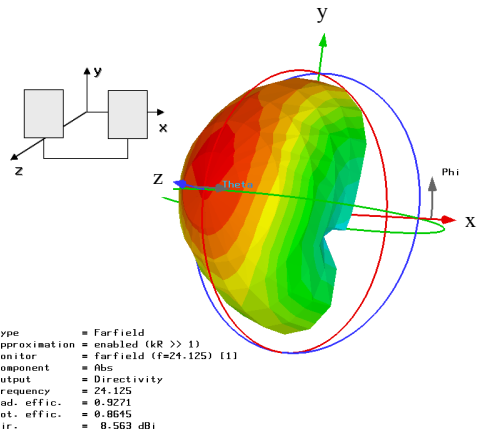 y
y
x
z
z
Theta
Phi
x
ype = Farfield
pproximation = enabled (kR >> 1)
onitor = farfield (f=24.125) [1]
omponent = Abs
utput = Directivity
requency = 24.125
ad. effic. = 0.9271
ot. effic. = 0.8645
ir. = 8.563 dBi